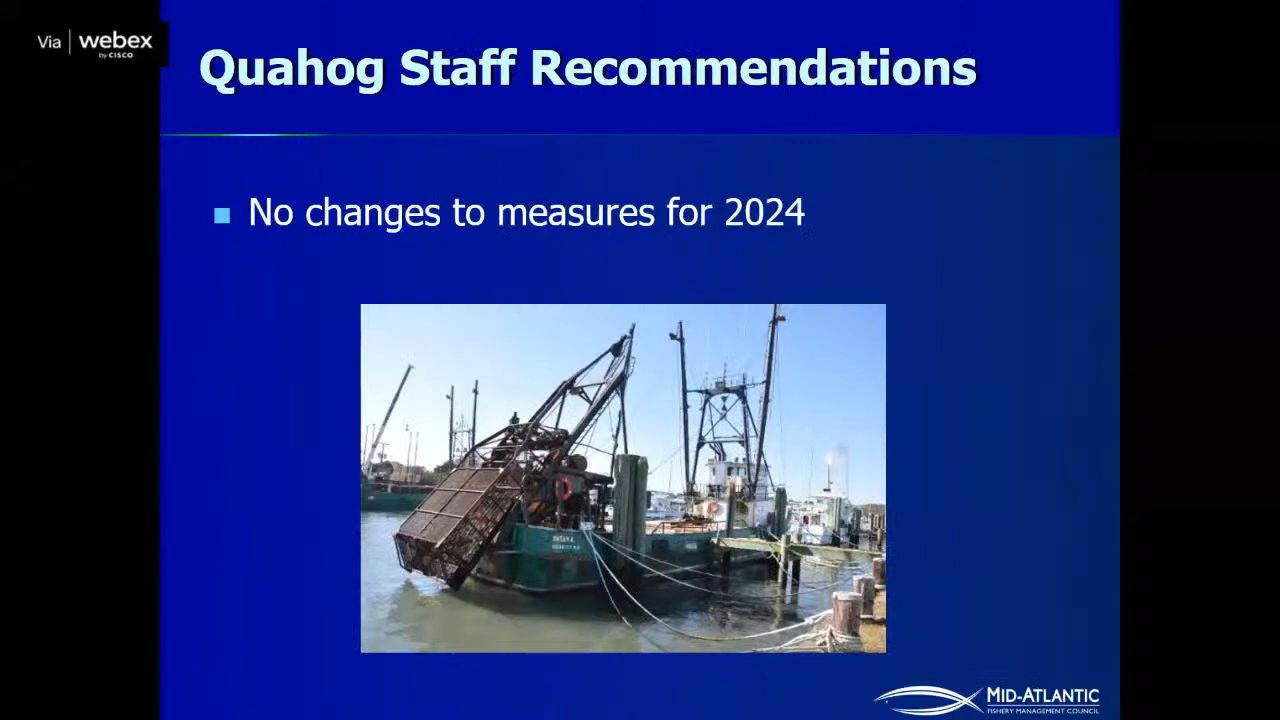 Via webex
by CISCO
Quahog Staff Recommendations
No changes to measures for 2024
MID-ATLANTIC
FISHERY MANAGEMENT COUNCIL